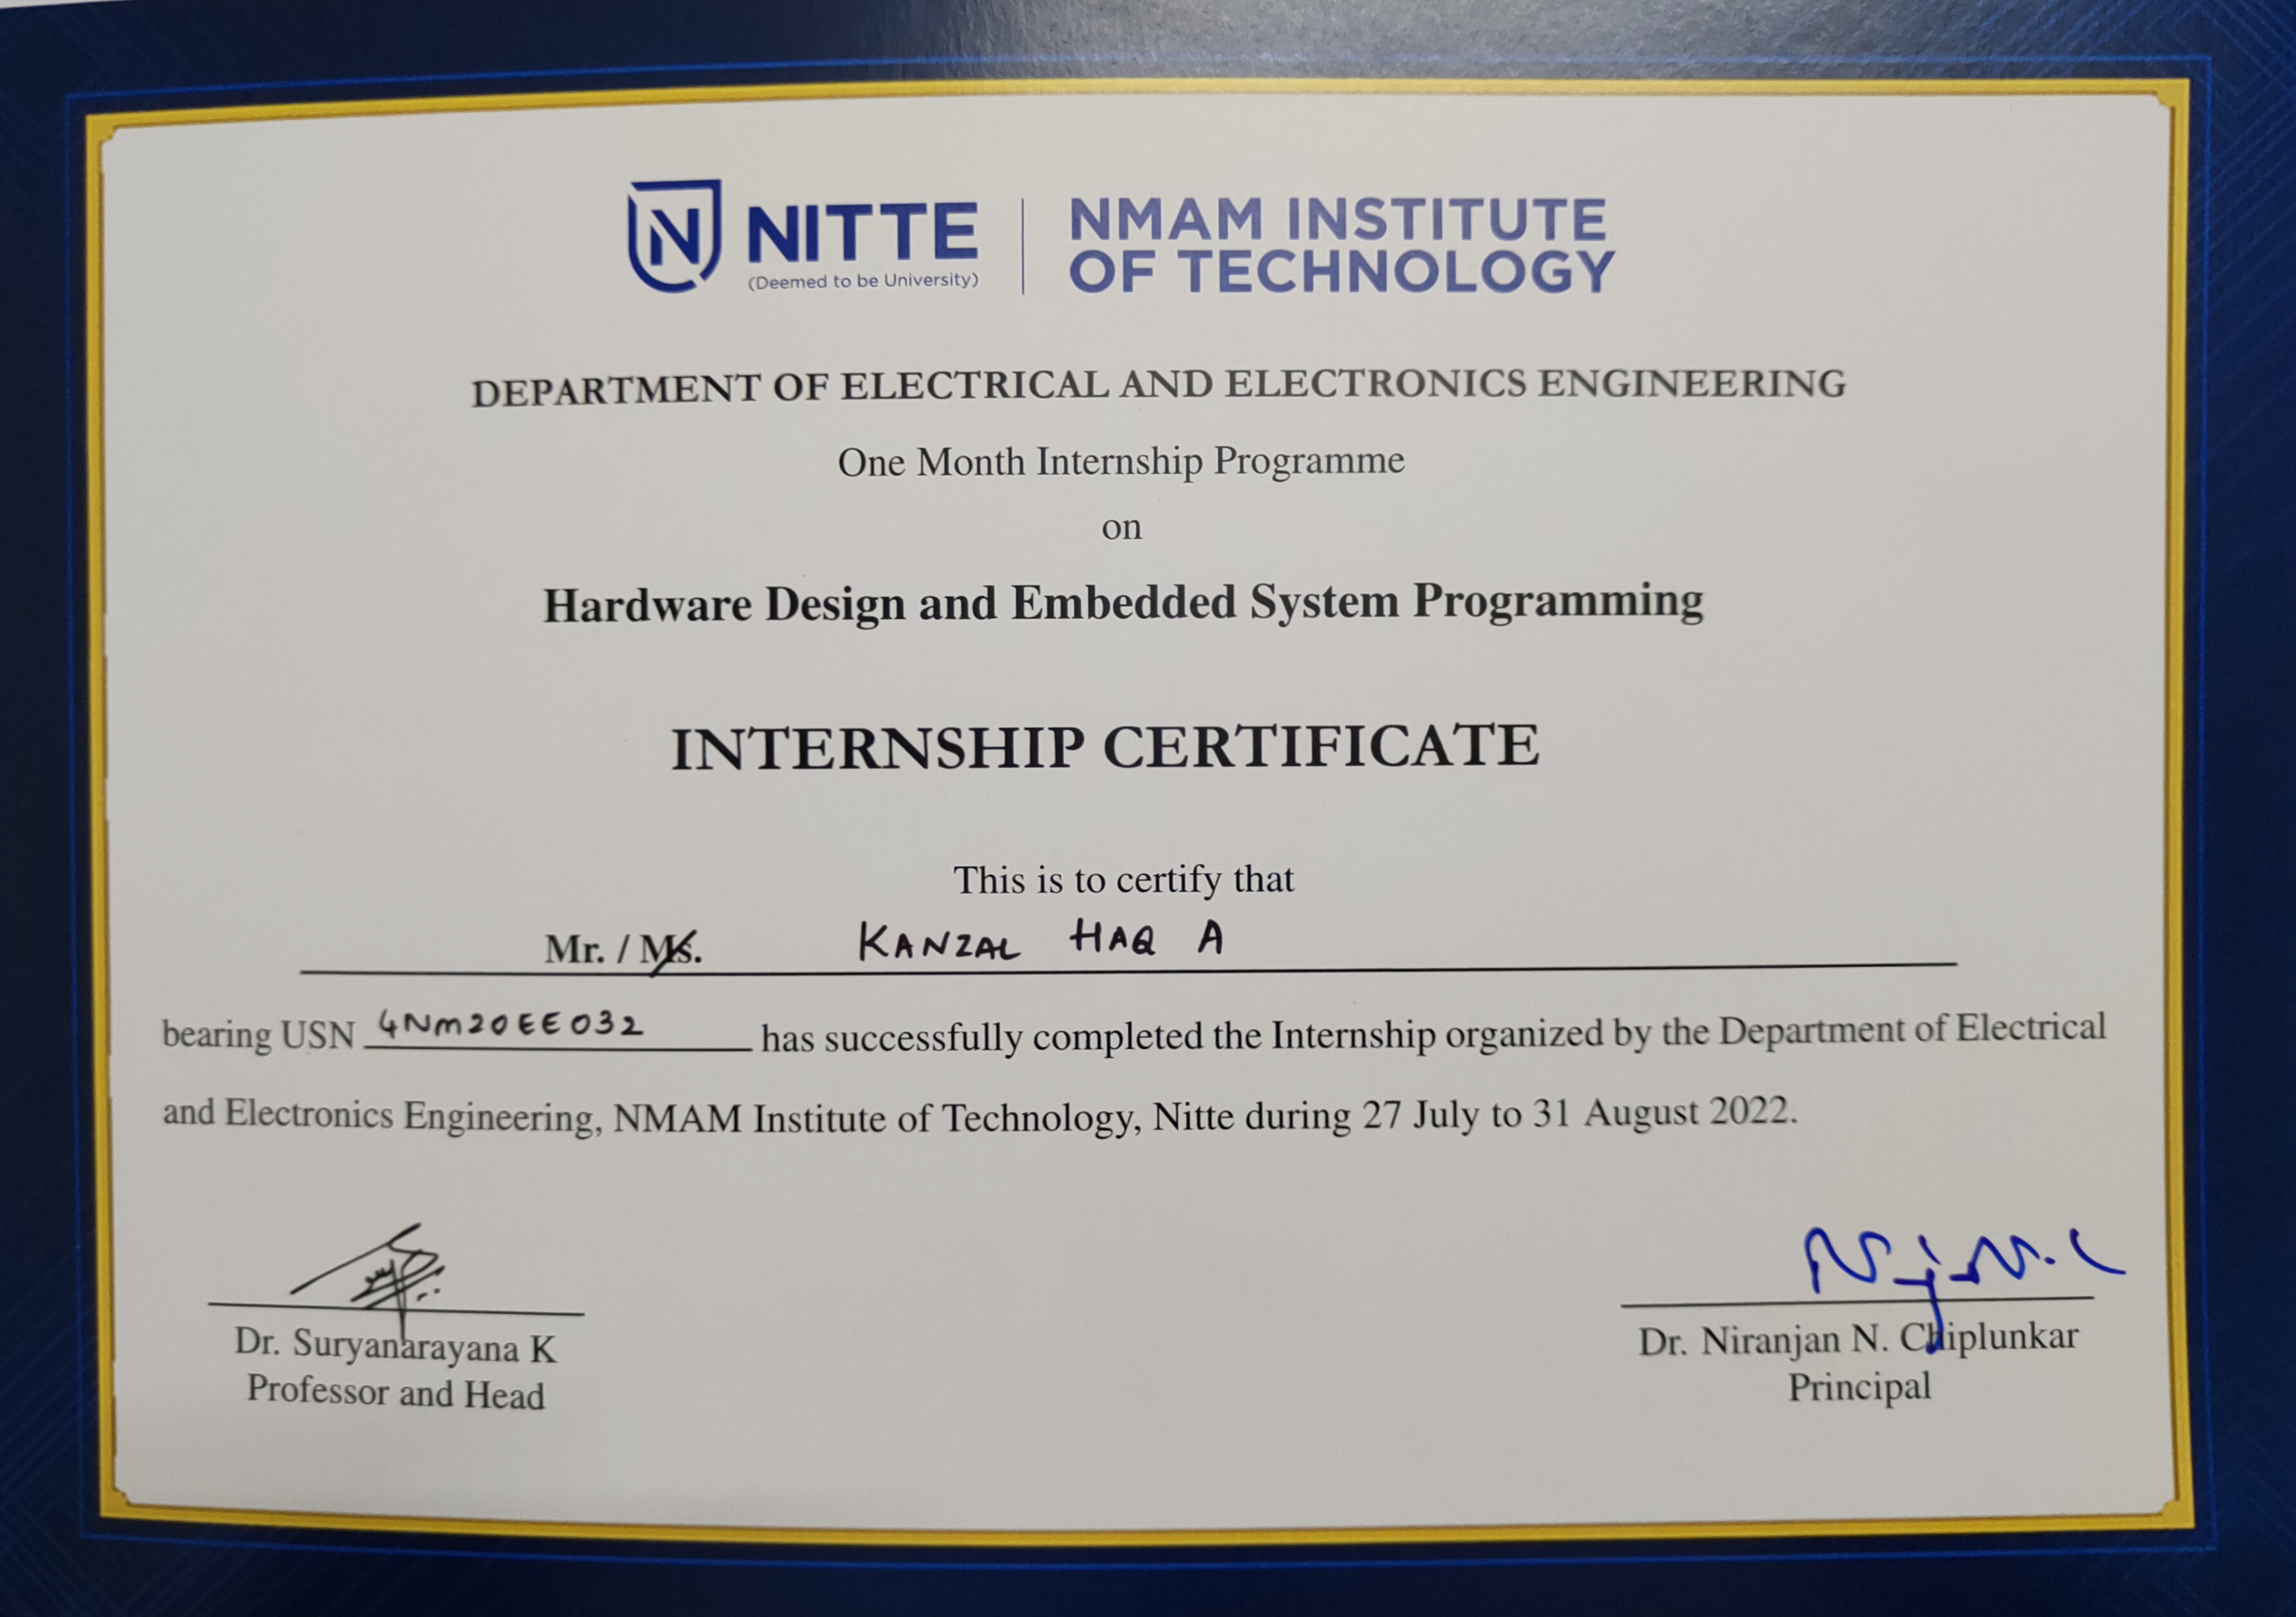 NITTE
(Deemed to be University)
NMAM INSTITUTE
OF TECHNOLOGY
DEPARTMENT OF ELECTRICAL AND ELECTRONICS ENGINEERING
One Month Internship Programme
on
Hardware Design and Embedded System Programming
INTERNSHIP CERTIFICATE
This is to certify that
Mr. / Ms. KANZAL HAQ A
bearing USN 4NM20EE032 has successfully completed the Internship organized by the Department of Electrical
and Electronics Engineering, NMAM Institute of Technology, Nitte during 27 July to 31 August 2022.
Dr. Suryanarayana K
Professor and Head
Dr. Niranjan N. Chiplunkar
Principal